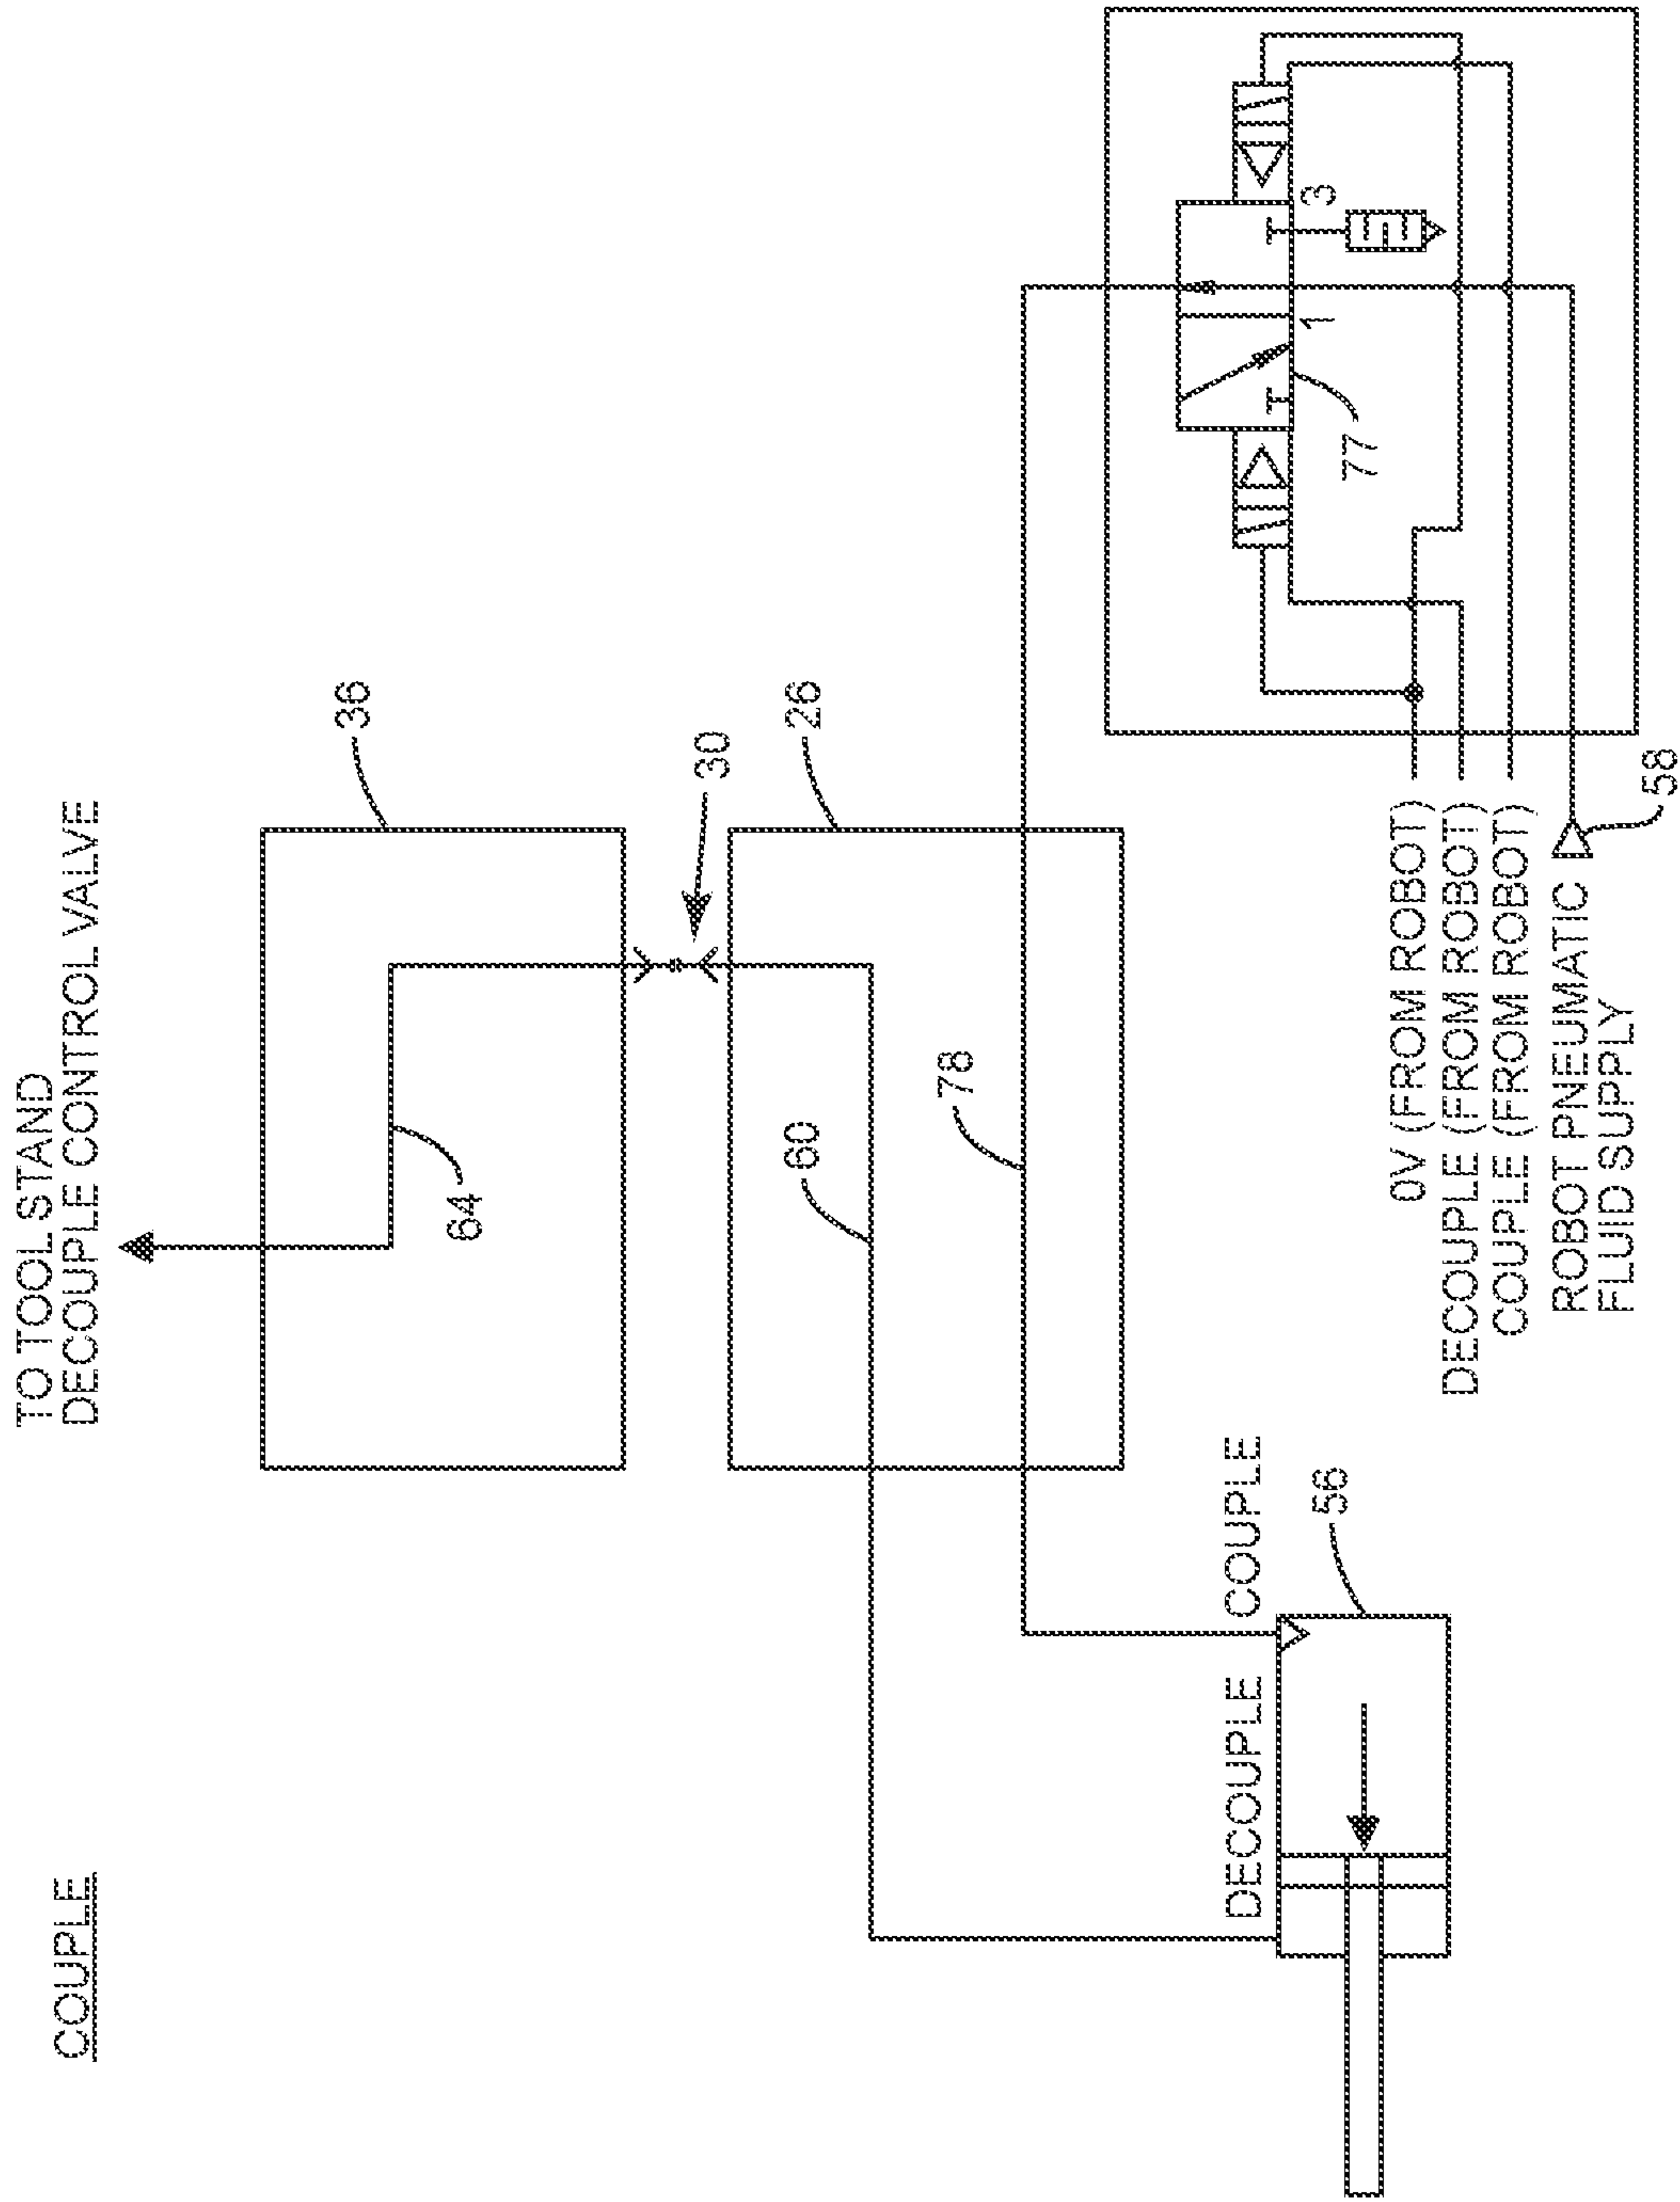 COUPLE
TO TOOL STAND
DECOUPLE CONTROL VALVE
36
64
30
26
60
78
DECOUPLE
COUPLE
56
3
1
77
0V (FROM ROBOT)
DECOUPLE (FROM ROBOT)
COUPLE (FROM ROBOT)
ROBOT PNEUMATIC
FLUID SUPPLY
58